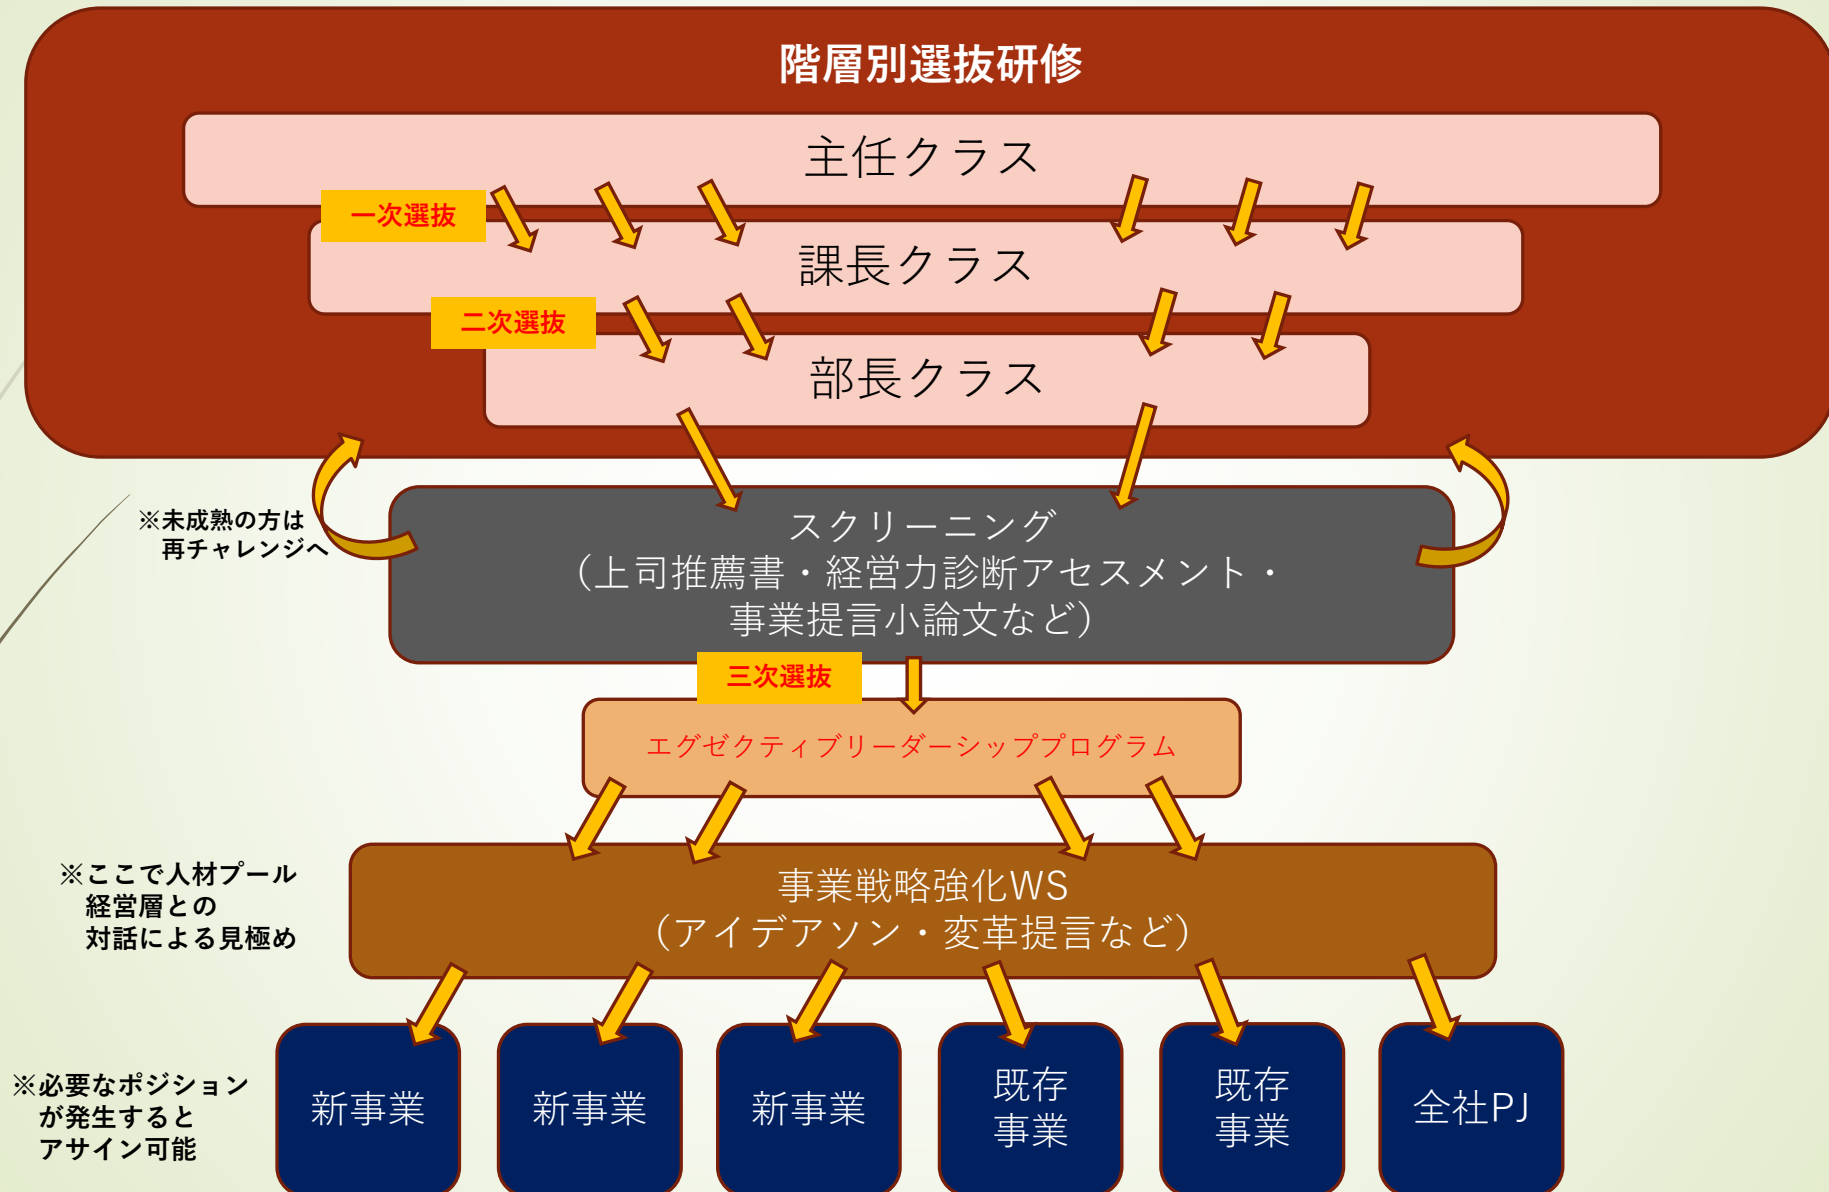 階層別選抜研修
主任クラス
一次選抜
課長クラス
二次選抜
部長クラス
※未成熟の方は
再チャレンジへ
スクリーニング
（上司推薦書・経営力診断アセスメント・
事業提言小論文など）
三次選抜
エグゼクティブリーダーシッププログラム
※ここで人材プール
経営層との
対話による見極め
事業戦略強化WS
（アイデアソン・変革提言など）
※必要なポジション
が発生すると
アサイン可能
新事業
新事業
新事業
既存
事業
既存
事業
全社PJ